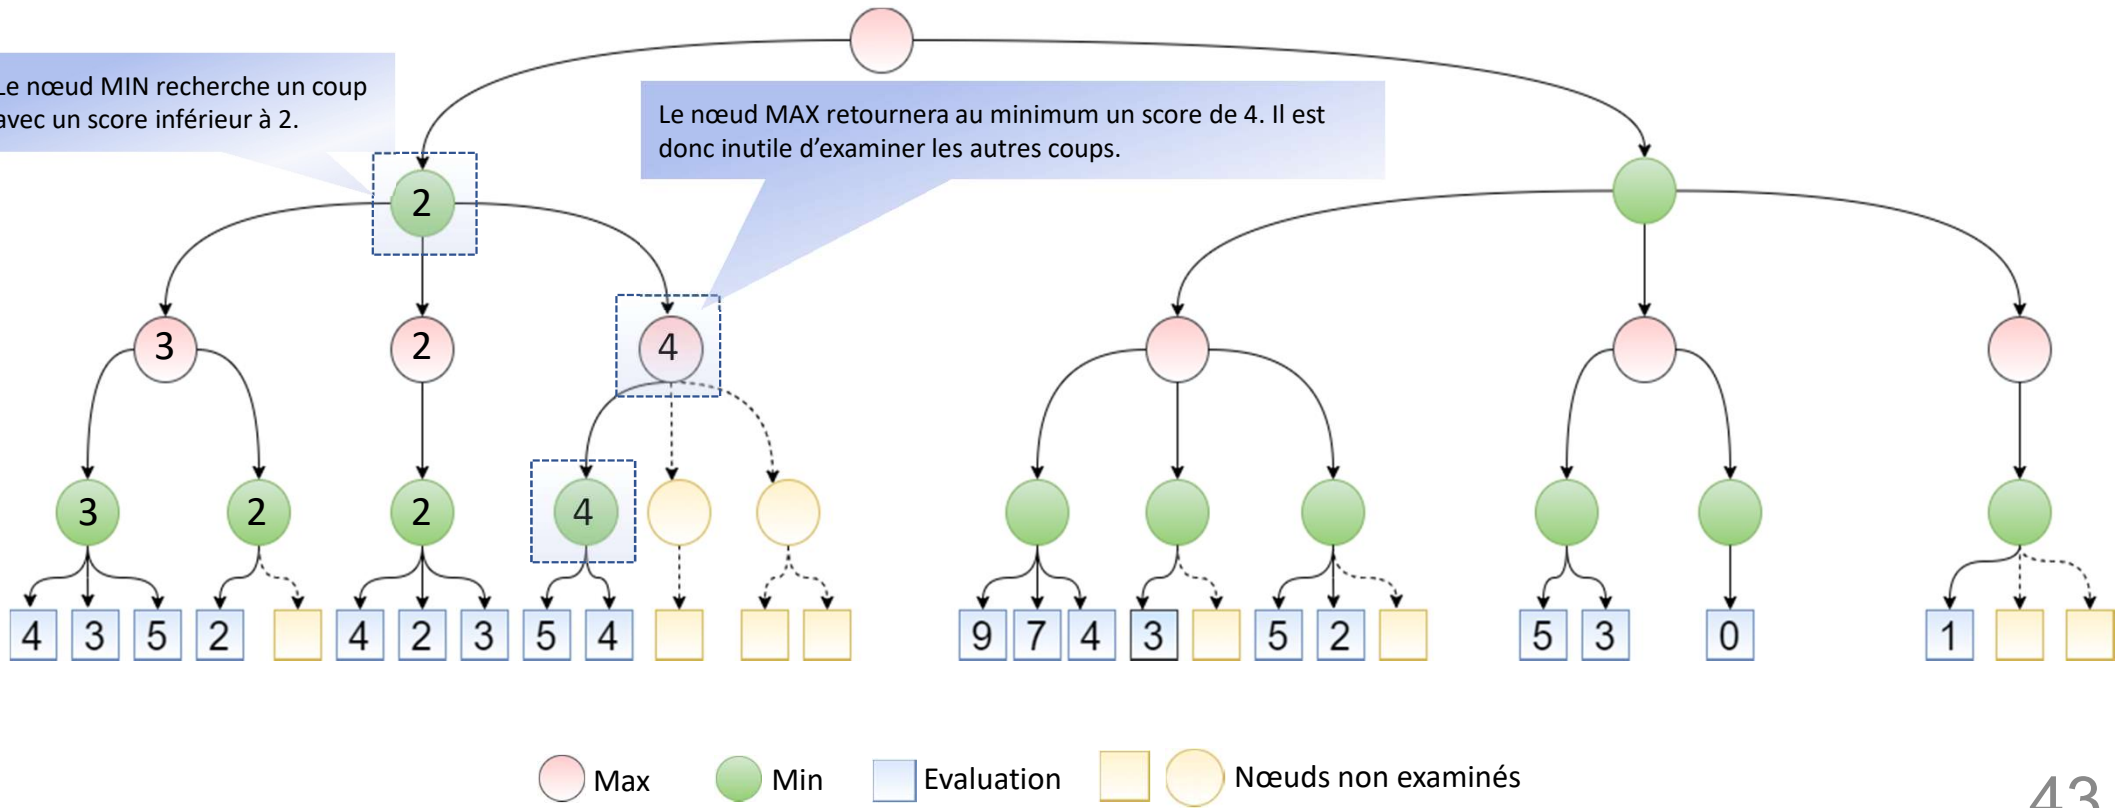 Le nœud MIN recherche un coup
avec un score inférieur à 2.
Le nœud MAX retournera au minimum un score de 4. Il est
donc inutile d'examiner les autres coups.
2
3 2 4
3 2 2 4
4 3 5 2 4 2 3 5 4 9 7 4 3 5 2 5 3 0 1
Max Min Evaluation Nœuds non examinés
43